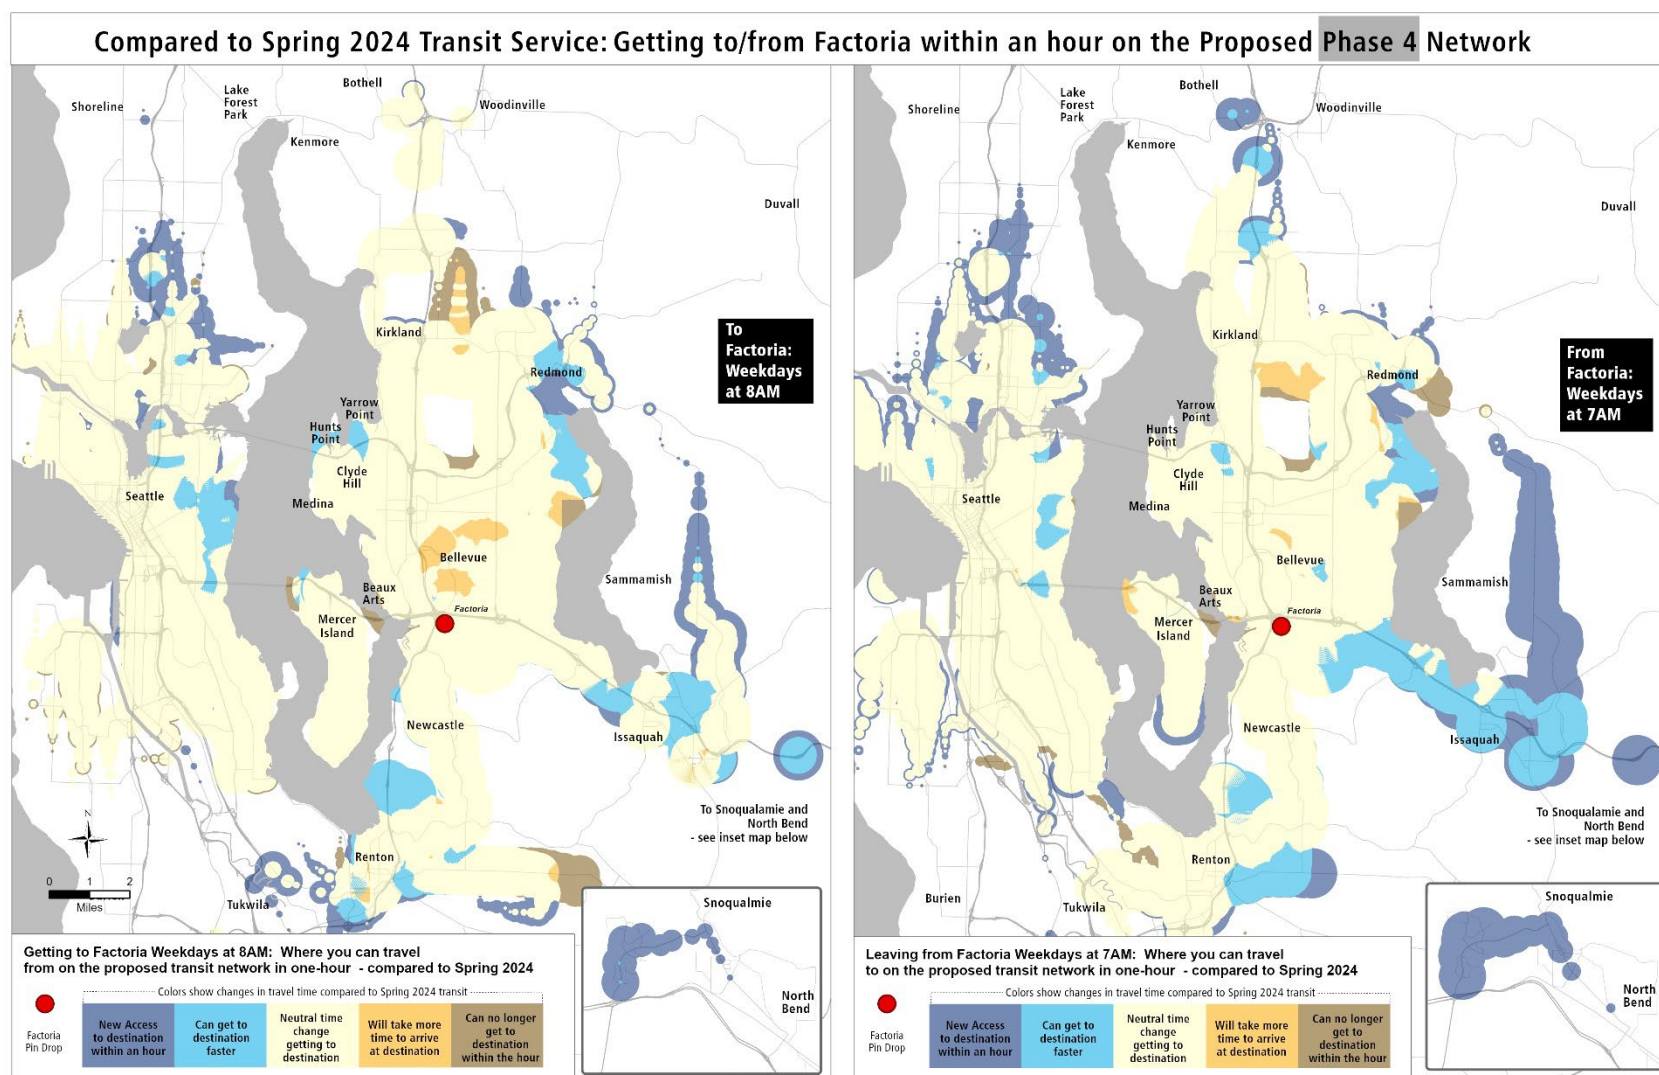 Compared to Spring 2024 Transit Service: Getting to/from Factoria within an hour on the Proposed Phase 4 Network
Shoreline
Lake
Forest
Park
Bothell
Woodinville
Kenmore
Duvall
Kirkland
To
Factoria:
Weekdays
at 8AM
Redmond
Yarrow
Point
Hunts
Point
Clyde
Hill
Seattle
Medina
Bellevue
Sammamish
Beaux
Arts
Factoria
Mercer
Island
Newcastle
Issaquah
To Snoqualamie and
North Bend
- see inset map below
N
Renton
0 1 2
Miles
Tukwila
Snoqualmie
North
Bend
Getting to Factoria Weekdays at 8AM: Where you can travel
from on the proposed transit network in one-hour - compared to Spring 2024
Colors show changes in travel time compared to Spring 2024 transit
Factoria
Pin Drop
New Access
to destination
within an hour
Can get to
destination
faster
Neutral time
change
getting to
destination
Will take more
time to arrive
at destination
Can no longer
get to
destination
within the hour
Shoreline
Lake
Forest
Park
Bothell
Woodinville
Kenmore
Duvall
Kirkland
From
Factoria:
Weekdays
at 7AM
Redmond
Yarrow
Point
Hunts
Point
Clyde
Hill
Seattle
Medina
Bellevue
Sammamish
Beaux
Arts
Factoria
Mercer
Island
Newcastle
Issaquah
To Snoqualamie and
North Bend
- see inset map below
Renton
Burien
Tukwila
Snoqualmie
North
Bend
Leaving from Factoria Weekdays at 7AM: Where you can travel
to on the proposed transit network in one-hour - compared to Spring 2024
Colors show changes in travel time compared to Spring 2024 transit
Factoria
Pin Drop
New Access
to destination
within an hour
Can get to
destination
faster
Neutral time
change
getting to
destination
Will take more
time to arrive
at destination
Can no longer
get to
destination
within the hour